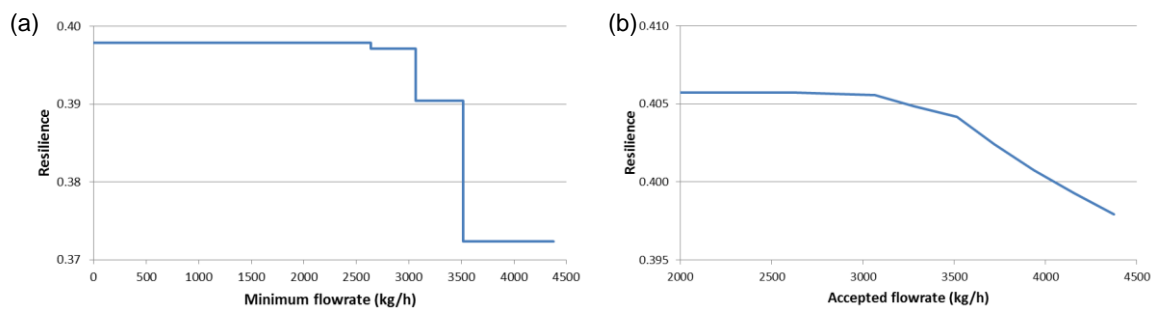 (a)
0.40
0.39
0.38
0.37
Resilience
0 500 1000 1500 2000 2500 3000 3500 4000 4500
Minimum flowrate (kg/h)
(b)
0.410
0.405
0.400
0.395
Resilience
2000 2500 3000 3500 4000 4500
Accepted flowrate (kg/h)